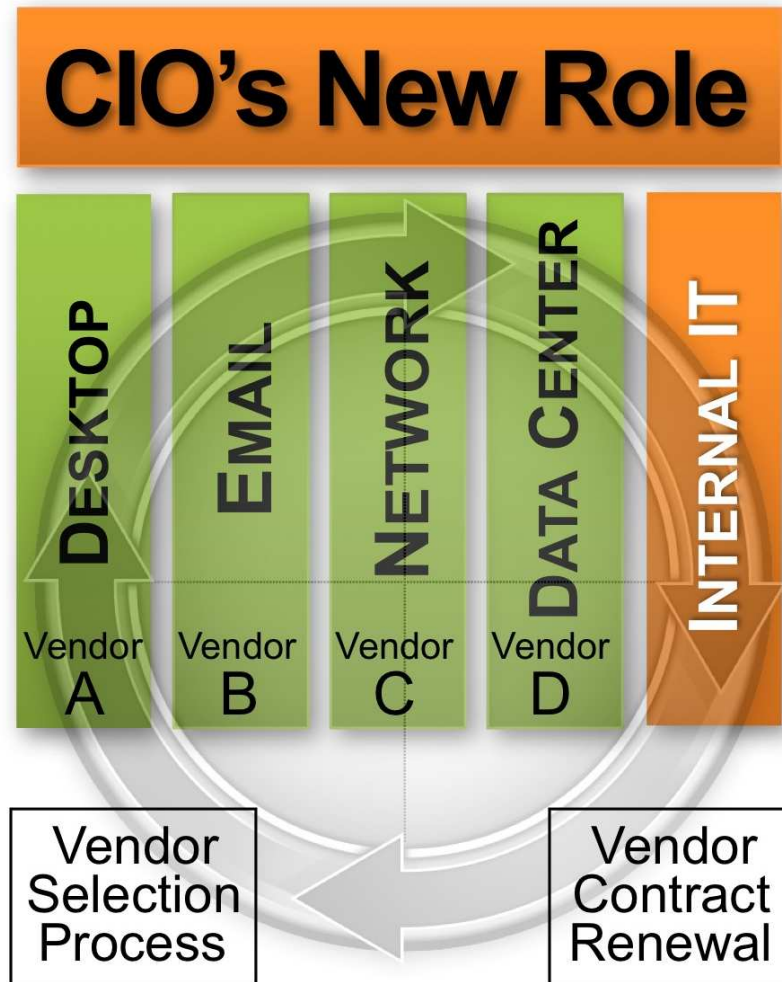 CIO's New Role
DESKTOP
Vendor
A
EMAIL
Vendor
B
NETWORK
Vendor
C
DATA CENTER
Vendor
D
INTERNAL IT
Vendor
Selection
Process
Vendor
Contract
Renewal